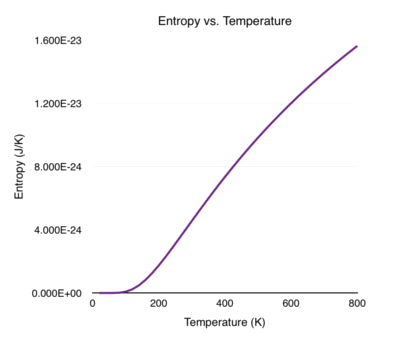 Entropy vs. Temperature
1.600E-23
1.200E-23
8.000E-24
4.000E-24
0.000E+00
Entropy (J/K)
0 200 400 600 800
Temperature (K)